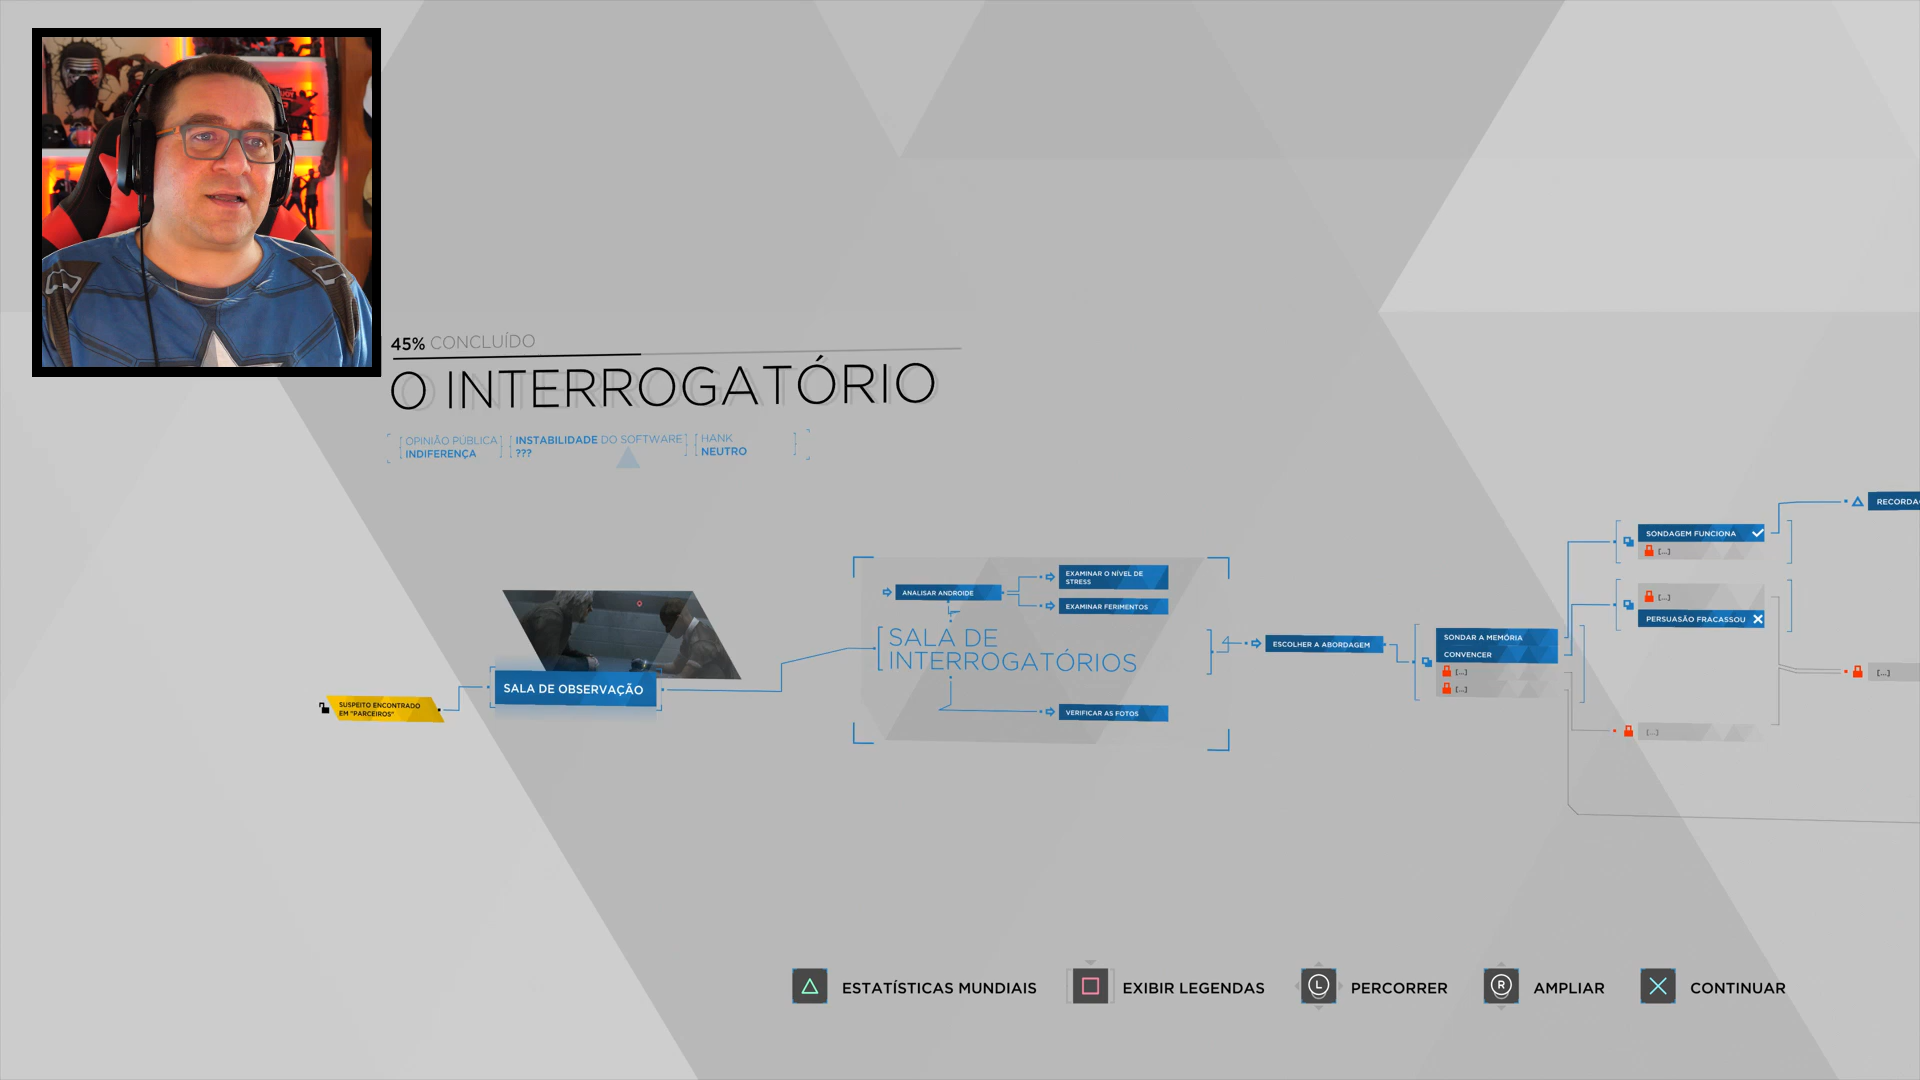 45% CONCLUÍDO
O INTERROGATÓRIO
OPINIÃO PÚBLICA
INDIFERENÇA
INSTABILIDADE DO SOFTWARE
???
HANK
NEUTRO
SUSPEITO ENCONTRADO
EM "PARCEIROS"
SALA DE OBSERVAÇÃO
ANALISAR ANDROIDE
EXAMINAR O NÍVEL DE
STRESS
EXAMINAR FERIMENTOS
SALA DE
INTERROGATÓRIOS
VERIFICAR AS FOTOS
ESCOLHER A ABORDAGEM
SONDAR A MEMÓRIA
CONVENCER
[...]
[...]
SONDAGEM FUNCIONA
[...]
[...]
PERSUASÃO FRACASSOU
[...]
RECORDA
[...]
ESTATÍSTICAS MUNDIAIS
EXIBIR LEGENDAS
L PERCORRER
R AMPLIAR
CONTINUAR